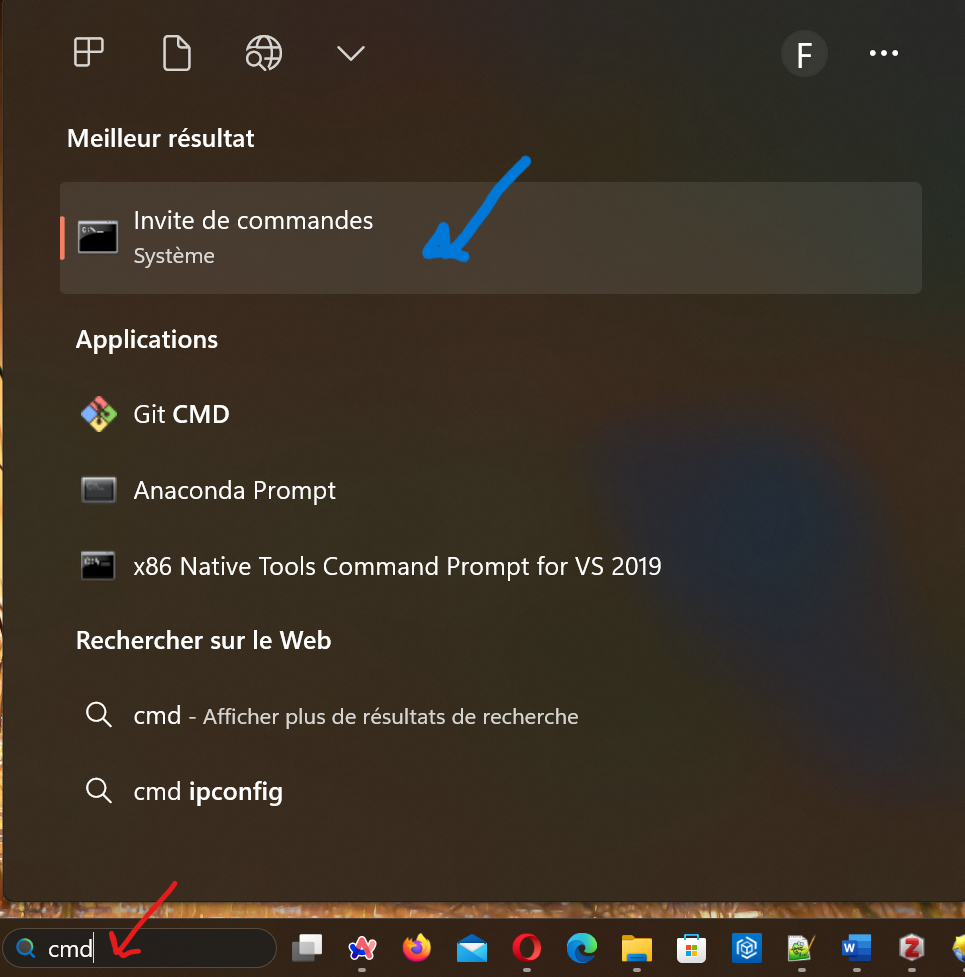 F
Meilleur résultat
Invite de commandes
Système
Applications
Git CMD
Anaconda Prompt
x86 Native Tools Command Prompt for VS 2019
Rechercher sur le Web
cmd - Afficher plus de résultats de recherche
cmd ipconfig
cmd